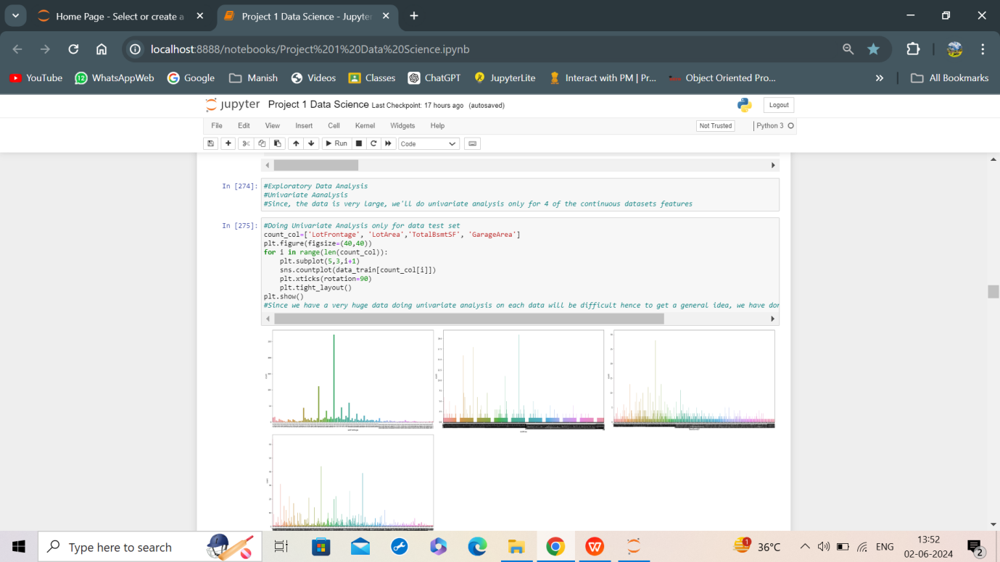 Home Page - Select or create a
Project 1 Data Science - Jupyter
localhost:8888/notebooks/Project%201%20Data%20Science.ipynb
YouTube
12
WhatsAppWeb
Google
Manish
Videos
Classes
ChatGPT
JupyterLite
Interact with PM | Pr...
Object Oriented Pro...
»
All Bookmarks
jupyter Project 1 Data Science Last Checkpoint: 17 hours ago (autosaved)
Logout
File Edit View Insert Cell Kernel Widgets Help
Not Trusted
Python 3
Run
Code
In [274]: #Exploratory Data Analysis
#Univariate Aanalysis
#Since, the data is very large, we'll do univariate analysis only for 4 of the continuous datasets features
In [275]: #Doing Univariate Analysis only for data test set
count_col=['LotFrontage', 'LotArea','TotalBsmtSF', 'GarageArea']
plt.figure(figsize=(40,40))
for i in range(len(count_col)):
plt.subplot(5,3,i+1)
sns.countplot(data_train[count_col[i]])
plt.xticks(rotation=90)
plt.tight_layout()
plt.show()
#Since we have a very huge data doing univariate analysis on each data will be difficult hence to get a general idea, we have dor
Type here to search
1
36°C
ENG
13:52
02-06-2024
2